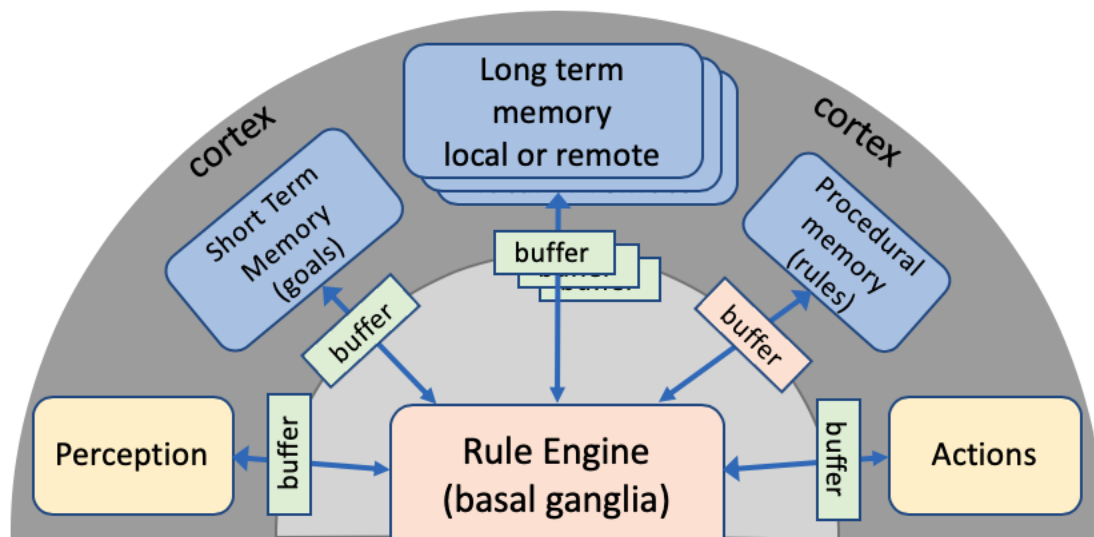 cortex
cortex
Long term
memory
local or remote
Short Term
Memory
(goals)
Procedural
memory
(rules)
buffer
buffer
buffer
buffer
buffer
buffer
buffer
Perception
Rule Engine
(basal ganglia)
Actions